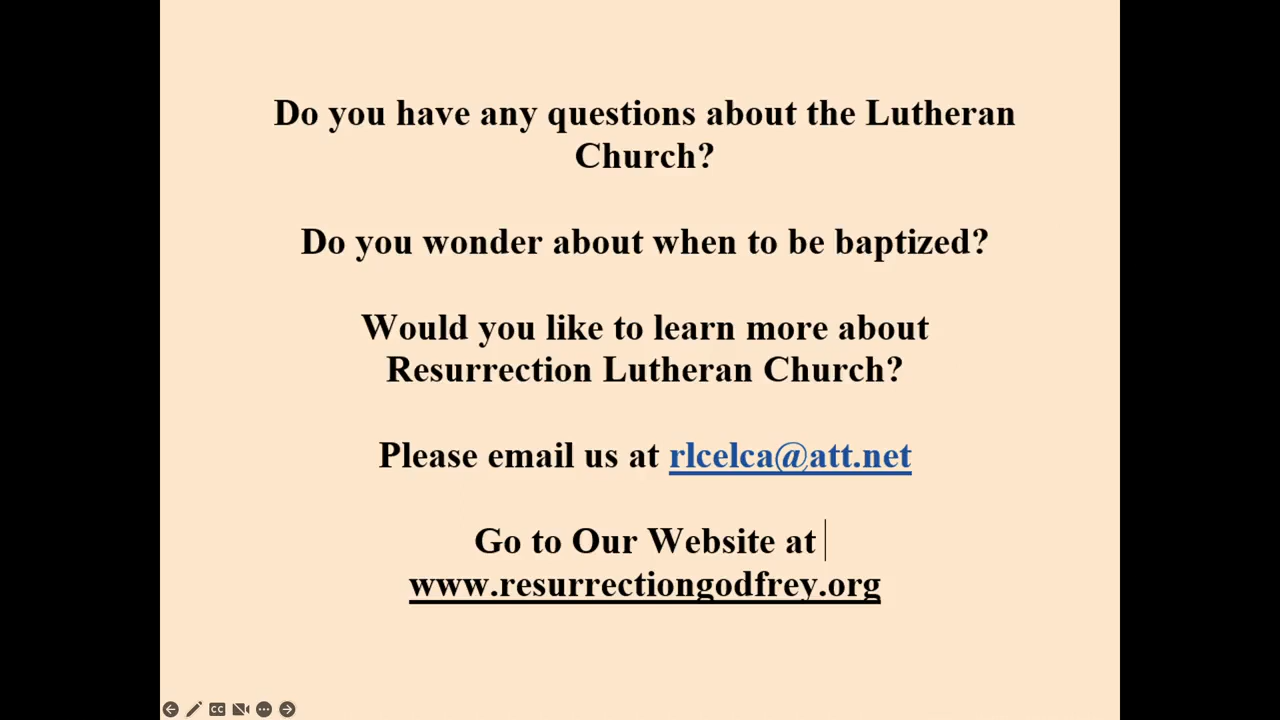 Do you have any questions about the Lutheran
Church?
Do you wonder about when to be baptized?
Would you like to learn more about
Resurrection Lutheran Church?
Please email us at rlcelca@att.net
Go to Our Website at
www.resurrectiongodfrey.org
CC